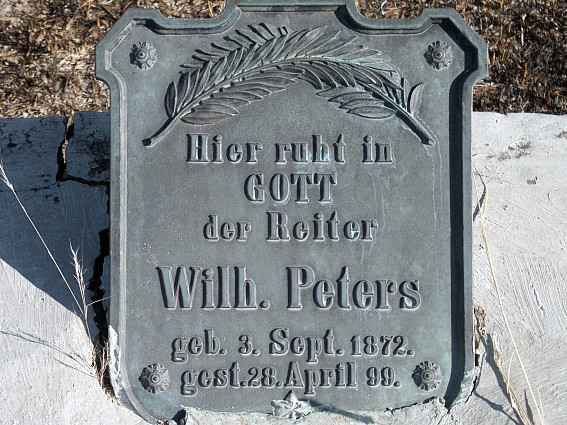 Hier ruht in
GOTT
der Reiter
Wilh. Peters
geb. 3. Sept. 1872.
gest.28.April 99.